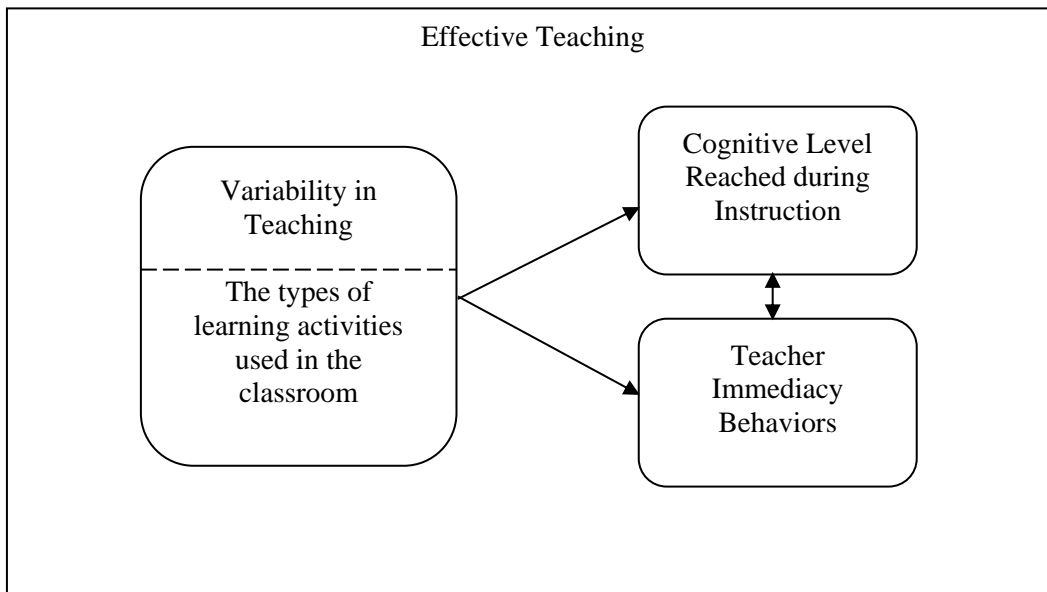 Effective Teaching
Variability in
Teaching
The types of
learning activities
used in the
classroom
Cognitive Level
Reached during
Instruction
Teacher
Immediacy
Behaviors